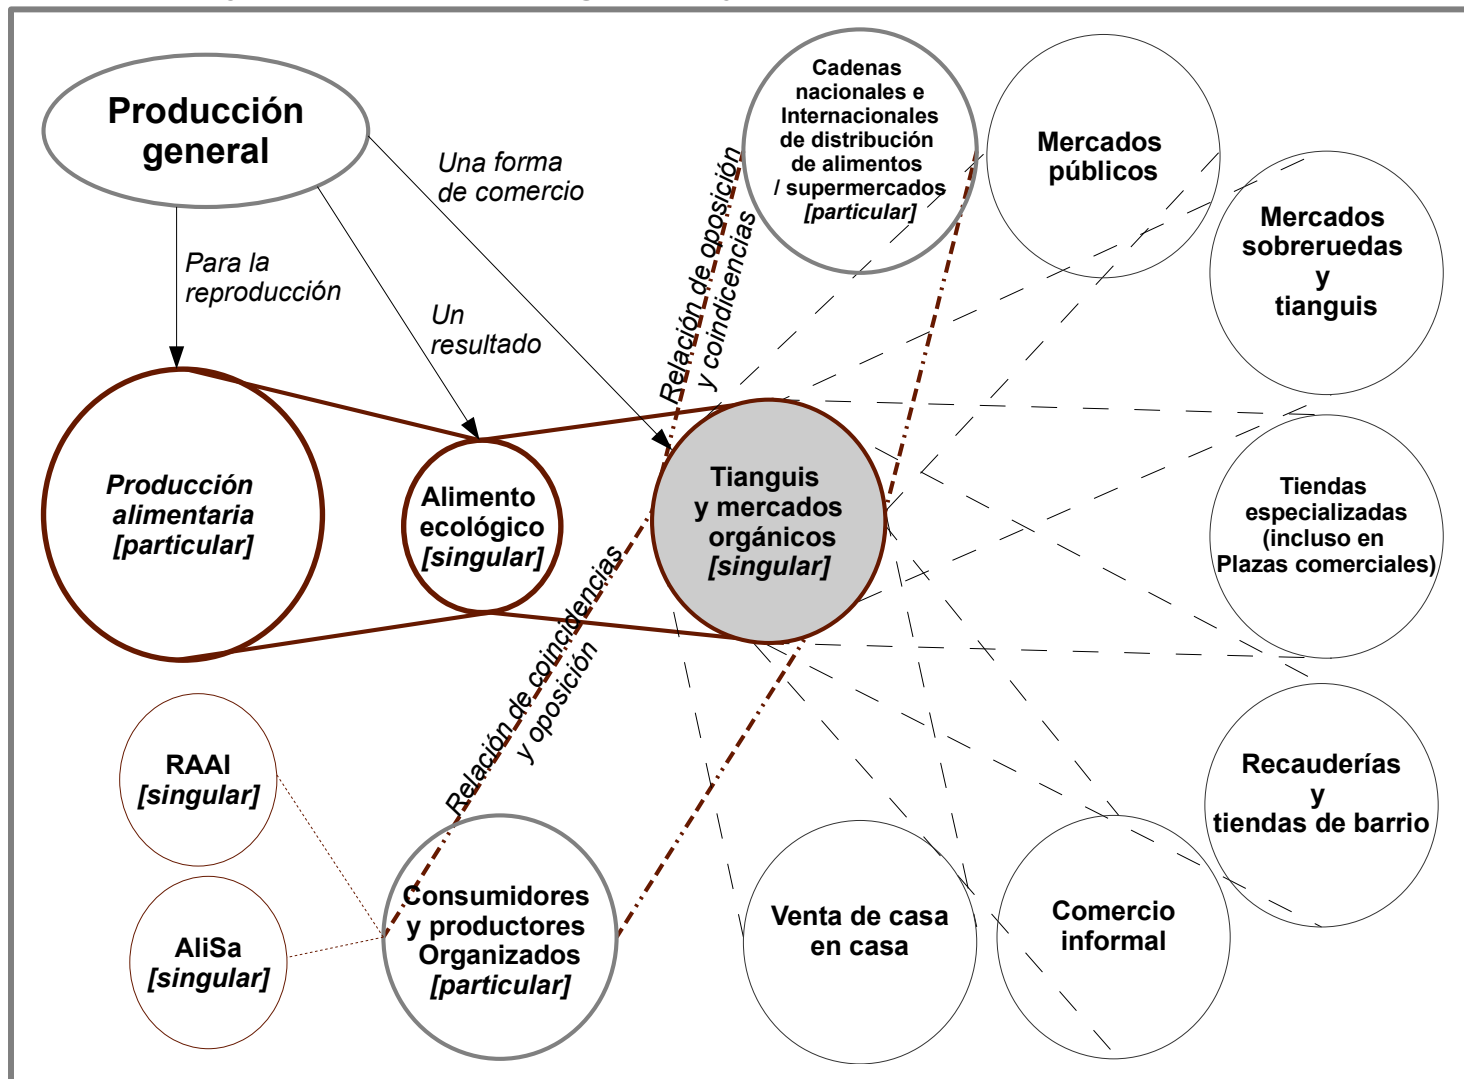 Producción
general
Una forma
de comercio
Para la
reproducción
Un
resultado
Cadenas
nacionales e
Internacionales
de distribución
de alimentos
/ supermercados
[particular]
Mercados
públicos
Mercados
sobreruedas
y
tianguis
Relación de oposición
y coindicencias
Producción
alimentaria
[particular]
Alimento
ecológico
[singular]
Tianguis
y mercados
orgánicos
[singular]
Tiendas
especializadas
(incluso en
Plazas comerciales)
Relación de coincidencias
y oposición
RAAI
[singular]
AliSa
[singular]
Consumidores
y productores
Organizados
[particular]
Venta de casa
en casa
Comercio
informal
Recauderías
y
tiendas de barrio